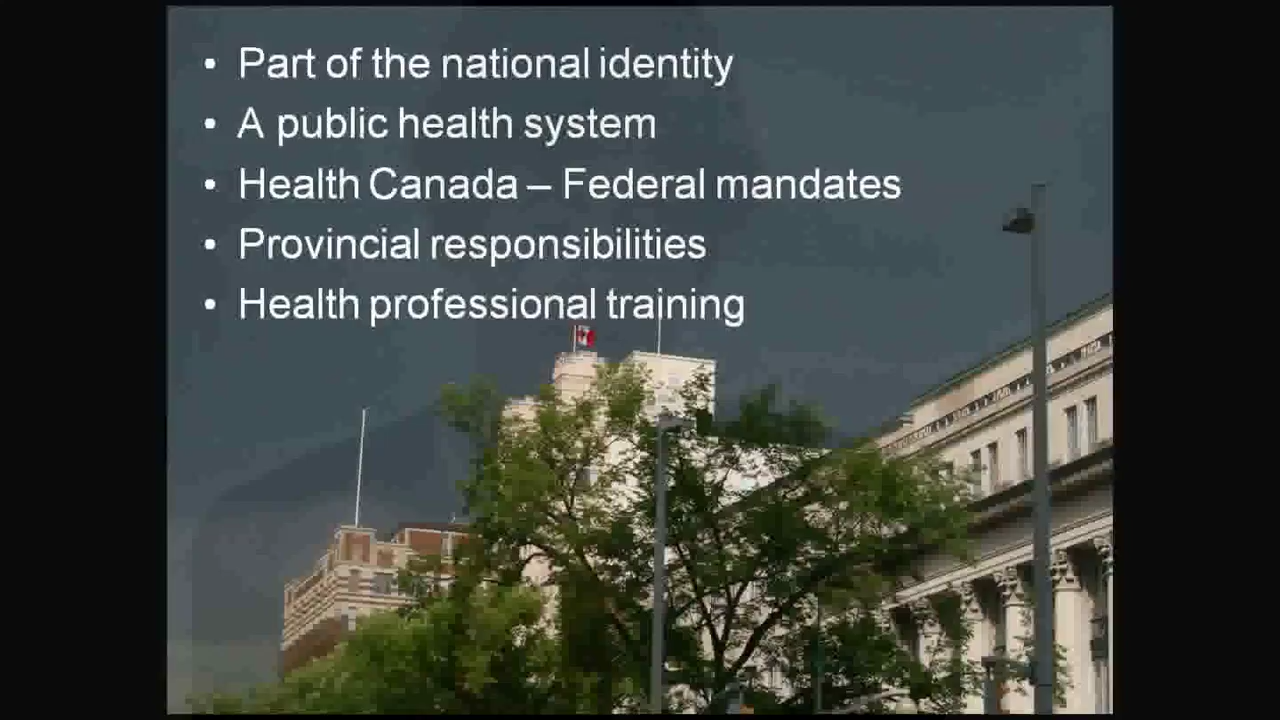 • Part of the national identity
• A public health system
• Health Canada – Federal mandates
• Provincial responsibilities
• Health professional training